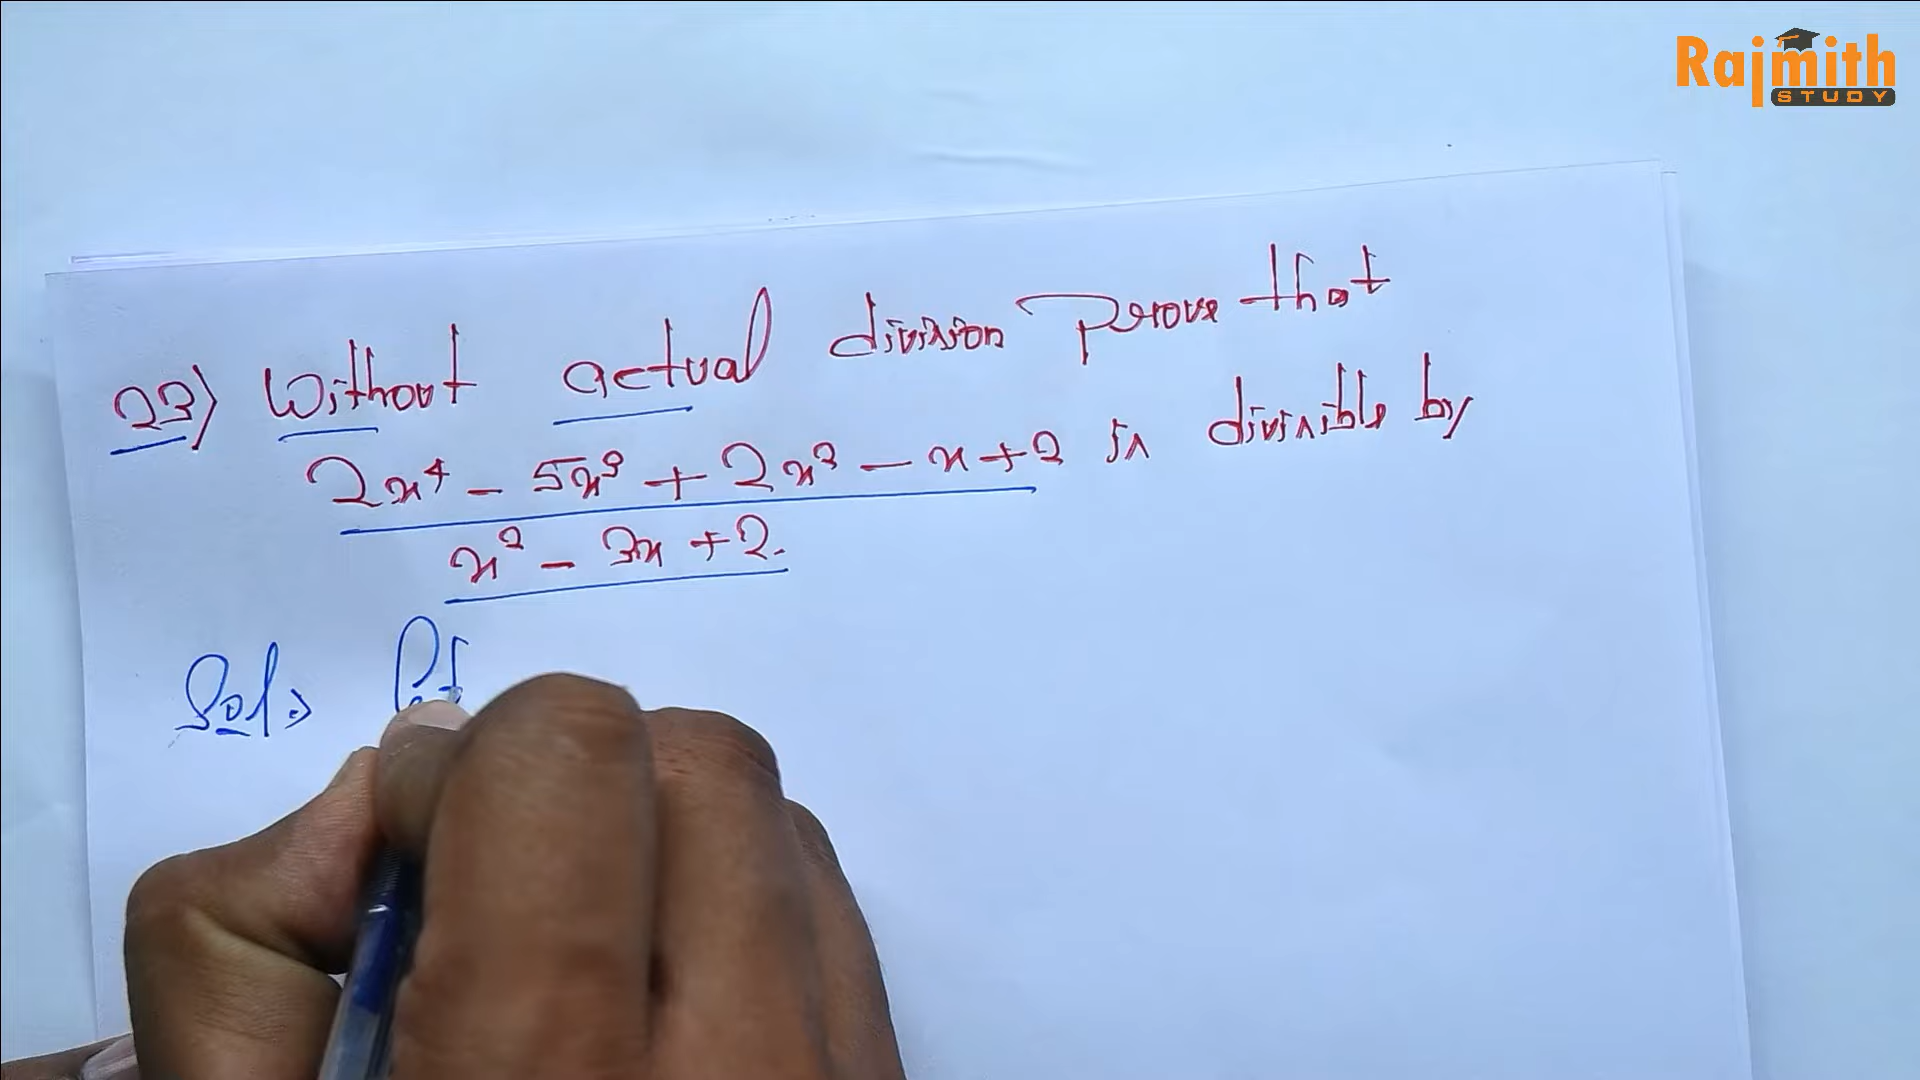 Rajmith
STUDY
23) Without actual division prove that
2x⁴ - 5x³ + 2x² - x + 2 is divisible by
x² - 3x + 2.
Sol⇒ Let